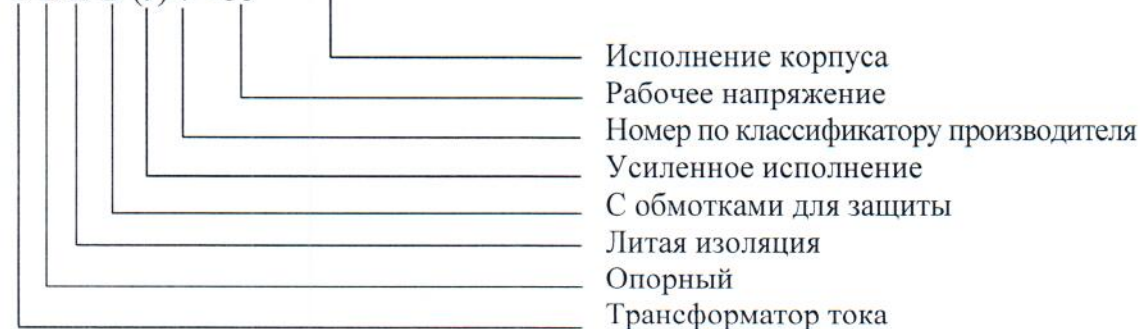 Исполнение корпуса
Рабочее напряжение
Номер по классификатору производителя
Усиленное исполнение
С обмотками для защиты
Литая изоляция
Опорный
Трансформатор тока